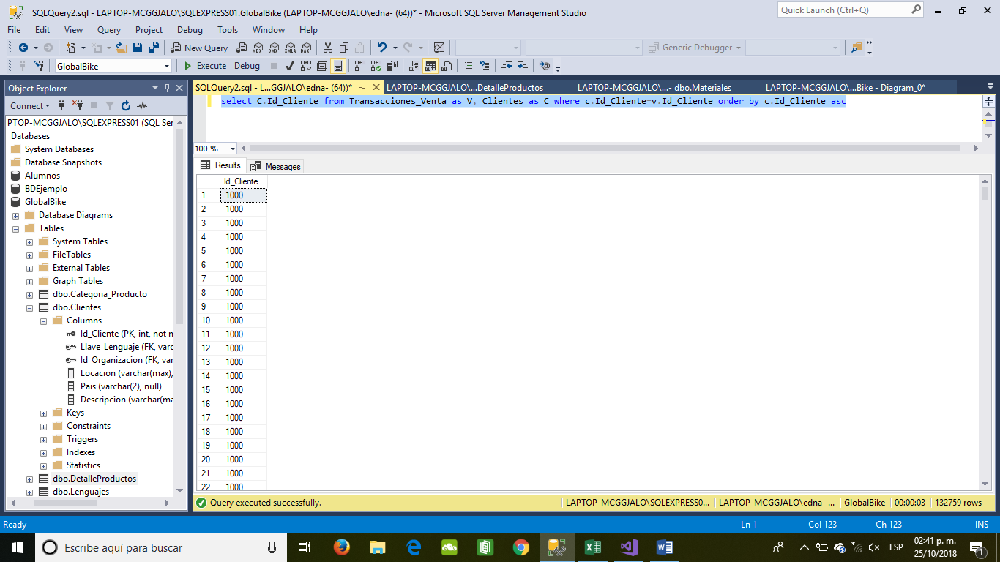 SQLQuery2.sql - LAPTOP-MCGGJALO\SQLEXPRESS01.GlobalBike (LAPTOP-MCGGJALO\edna- (64))* - Microsoft SQL Server Management Studio
Quick Launch (Ctrl+Q)
File Edit View Query Project Debug Tools Window Help
New Query MDX DMX XMLA DAX Generic Debugger
GlobalBike Execute Debug
Object Explorer
SQLQuery2.sql - L...GGJALO\edna- (64))* LAPTOP-MCGGJALO\...DetalleProductos LAPTOP-MCGGJALO\...- dbo.Materiales LAPTOP-MCGGJALO\...Bike - Diagram_0*
Connect
select C.Id_Cliente from Transacciones_Venta as V, Clientes as C where c.Id_Cliente=v.Id_Cliente order by c.Id_Cliente asc
.PTOP-MCGGJALO\SQLEXPRESS01 (SQL Ser
Databases
System Databases
Database Snapshots
Alumnos
BDEjemplo
GlobalBike
Database Diagrams
Tables
System Tables
FileTables
External Tables
Graph Tables
dbo.Categoria_Producto
dbo.Clientes
Columns
Id_Cliente (PK, int, not n
Llave_Lenguaje (FK, varc
Id_Organizacion (FK, var
Locacion (varchar(max),
Pais (varchar(2), null)
Descripcion (varchar(ma
Keys
Constraints
Triggers
Indexes
Statistics
dbo.DetalleProductos
dbo.Lenguajes
100 %
Results Messages
Id_Cliente
1 1000
2 1000
3 1000
4 1000
5 1000
6 1000
7 1000
8 1000
9 1000
10 1000
11 1000
12 1000
13 1000
14 1000
15 1000
16 1000
17 1000
18 1000
19 1000
20 1000
21 1000
22 1000
Query executed successfully. LAPTOP-MCGGJALO\SQLEXPRESS0... LAPTOP-MCGGJALO\edna- ... GlobalBike 00:00:03 132759 rows
Ready Ln 1 Col 123 Ch 123 INS
Escribe aquí para buscar
ESP
02:41 p. m.
25/10/2018
1